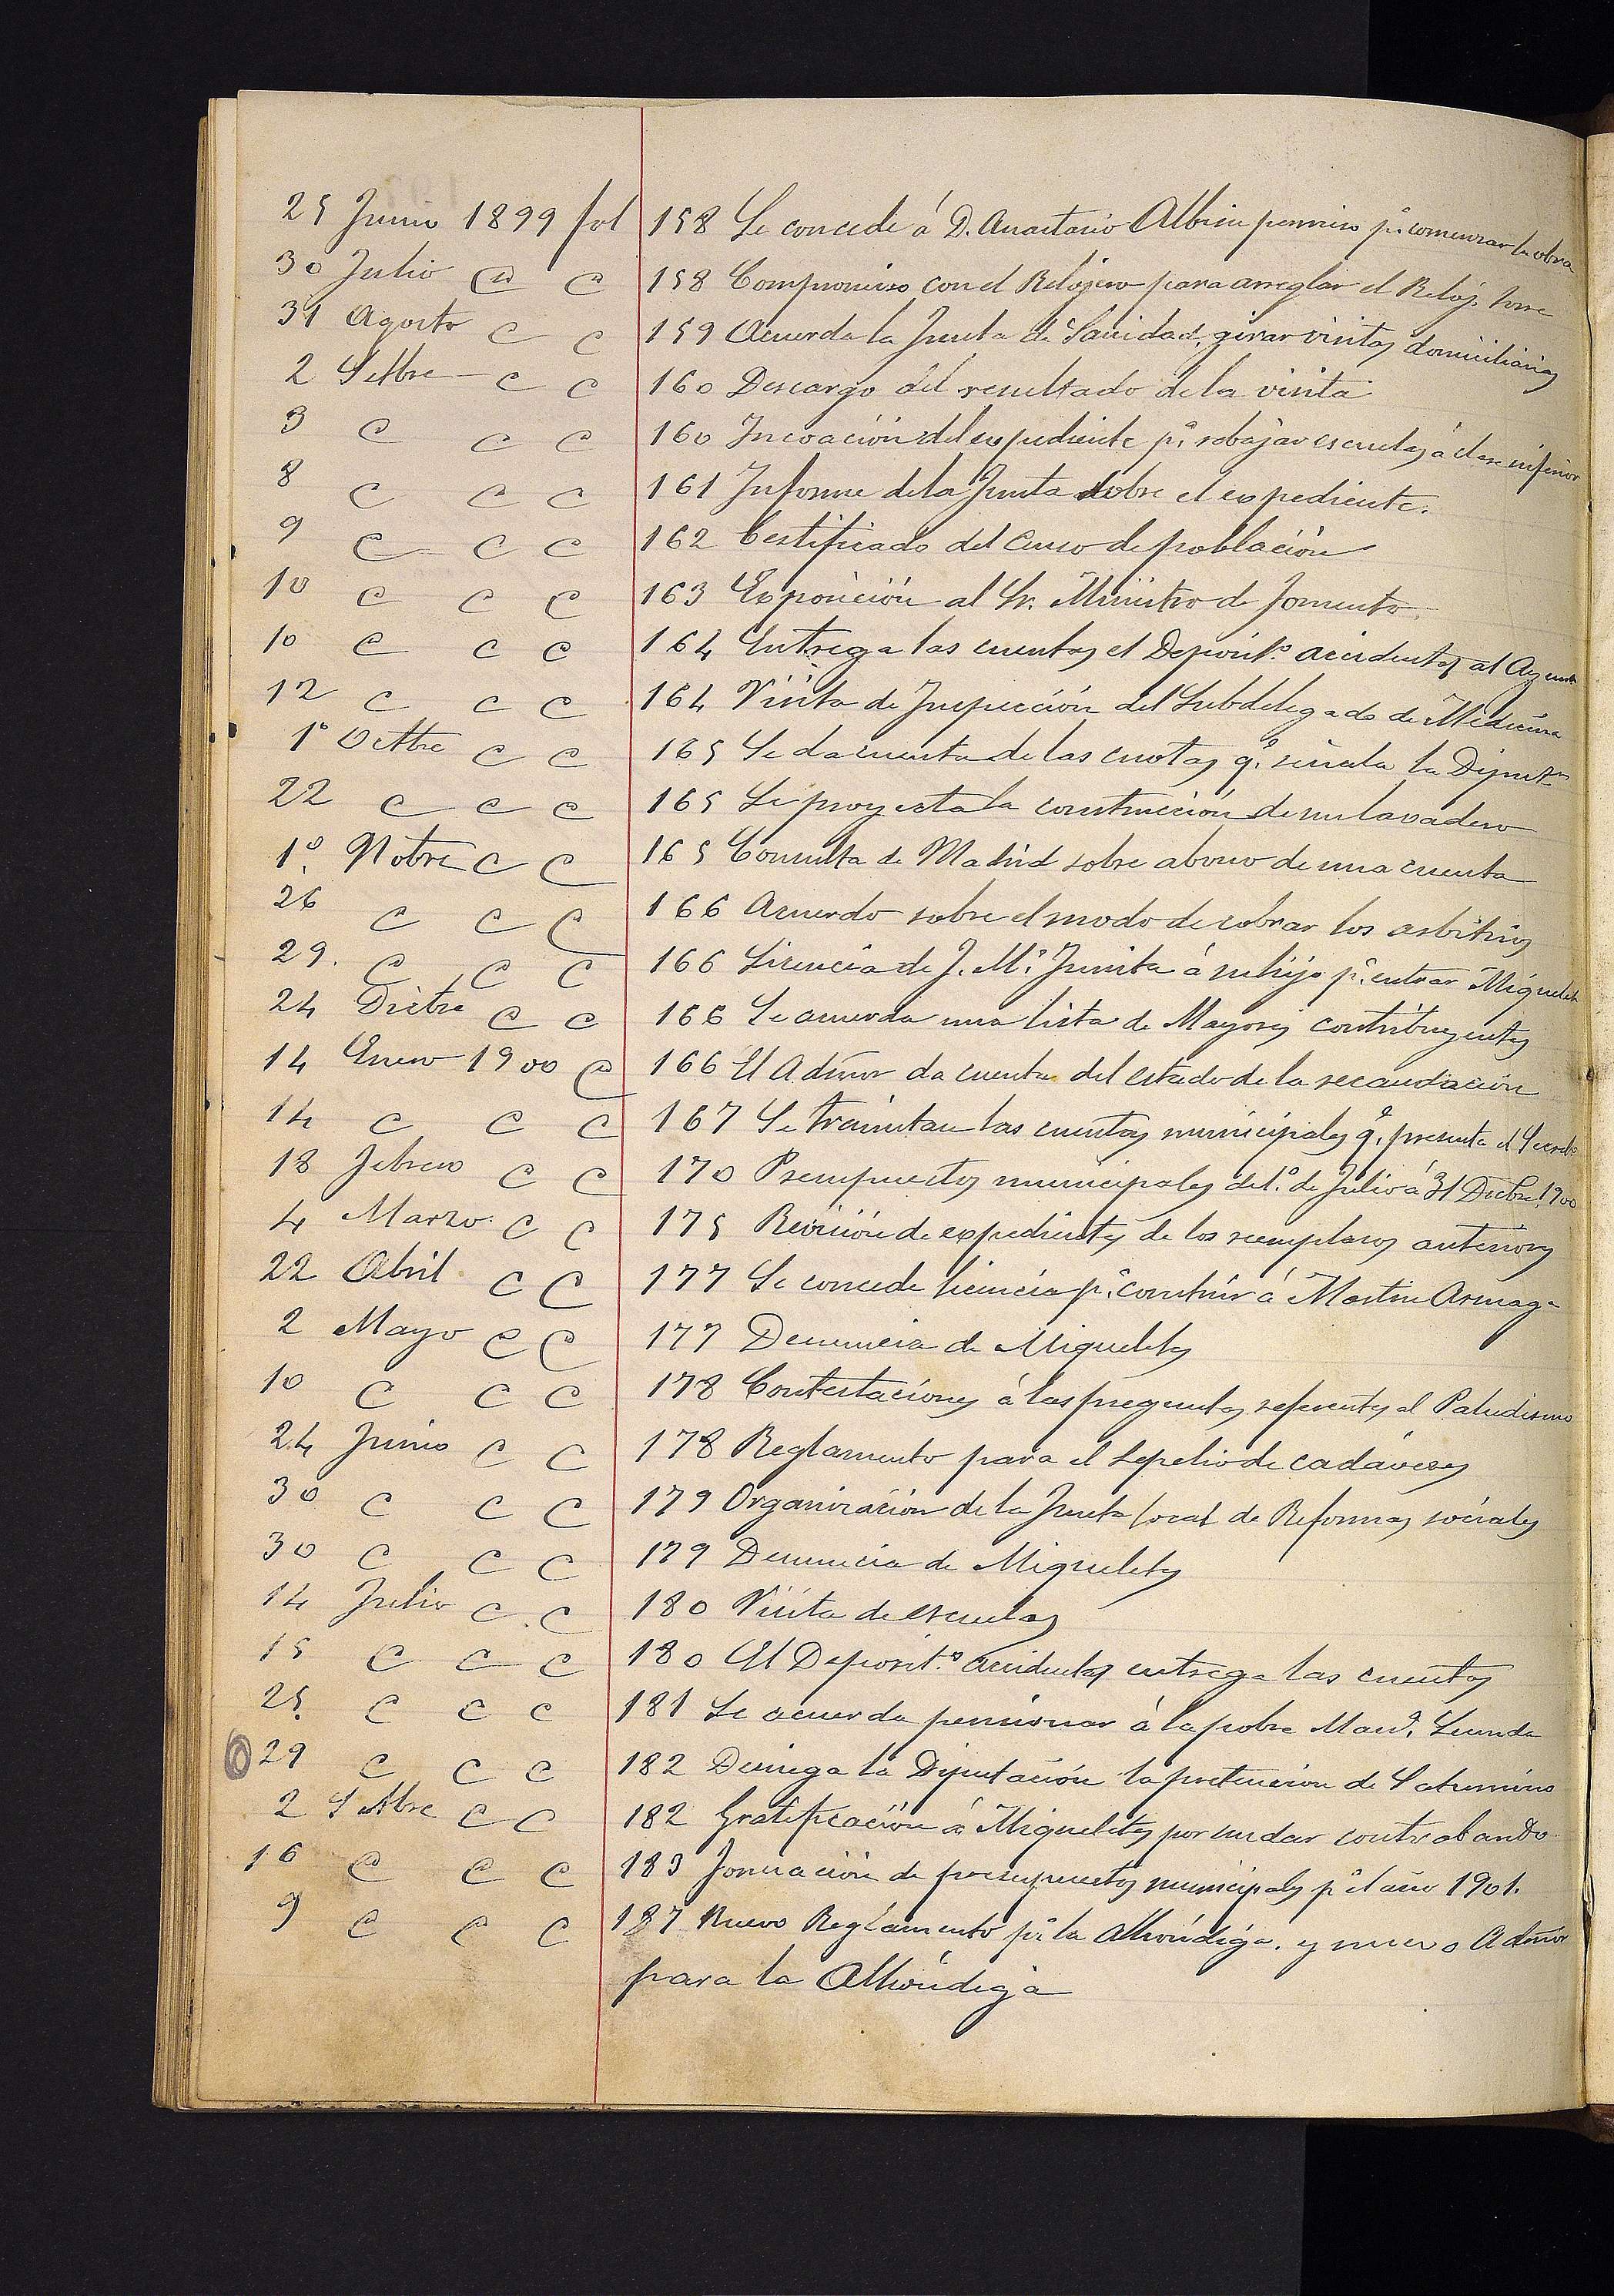 25 Junio 1899 fol 158 Se concede á D. Anastasio Albisu permiso pª comenzar la obra
30 Julio c c 158 Compromiso con el Relojero para arreglar el Reloj. torre
31 Agosto c c 159 Acuerda la Junta de Sanidad, girar visitas domiciliarias
2 Setbre c c 160 Descargo del resultado de la visita
3 c c c 160 Incoación del expediente pª rebajar escuelas á clase inferior
8 c c c 161 Informe de la Junta sobre el expediente.
9 c c c 162 Certificado del Censo de población
10 c c c 163 Exposición al Sr. Ministro de Fomento
10 c c c 164 Entrega las cuentas el Deposit.º accidental al Ayunto
12 c c c 164 Visita de Inspección del Subdelegado de Medicina
1º Octbre c c 165 Se da cuenta de las cuotas q.e señala la Diput.on
22 c c c 165 Se proyecta la construcción de un lavadero
1º. Nobre c c 165 Consulta de Madrid sobre abono de una cuenta
26 c c c 166 Acuerdo sobre el modo de cobrar los arbitrios
29. c c c 166 Licencia de J. Mª. á su hijo pª. entrar Miquelete
24 Dictre c c 166 Se acuerda una lista de Mayores contribuyentes
14 Enero 1900 c 166 El Admor da cuenta del estado de la recaudación
14 c c c 167 Se tramitan las cuentas municipales q.e presenta el Secreto
18 Febrero c c 170 Presupuestos municipales del 1.º de Julio á 31 Dicbre. 1900
4 Marzo. c c 175 Revisión de expedientes de los reemplazos anteriores
22 Abril. c c 177 Se concede licencia pª. construir á Martin
2 Mayo c c 177 Denuncia de Migueletes
10 c c c 178 Contestaciones á las preguntas referentes al Paludismo
24 Junio c c 178 Reglamento para el sepelio de cadáveres
30 c c c 179 Organización de la Junta local de Reformas sociales
30 c c c 179 Denuncia de Migueletes
14 Julio c c 180 Visita de escuelas
15 c c c 180 El Deposit.º accidental entrega las cuentas
25. c c c 181 Se acuerda pensionar á la pobre Manª.
29 c c c 182 Deniega la Diputación la pretención de Saturnino
2 Setbre c c 182 Gratificación á Migueletes por cuidar contrabando
16 c c c 183 Formación de presupuestos municipales pª el año 1901.
9 c c c 187 Nuevo Reglamento pª la Alhóndiga. y nuevo Admor
para la Alhóndiga